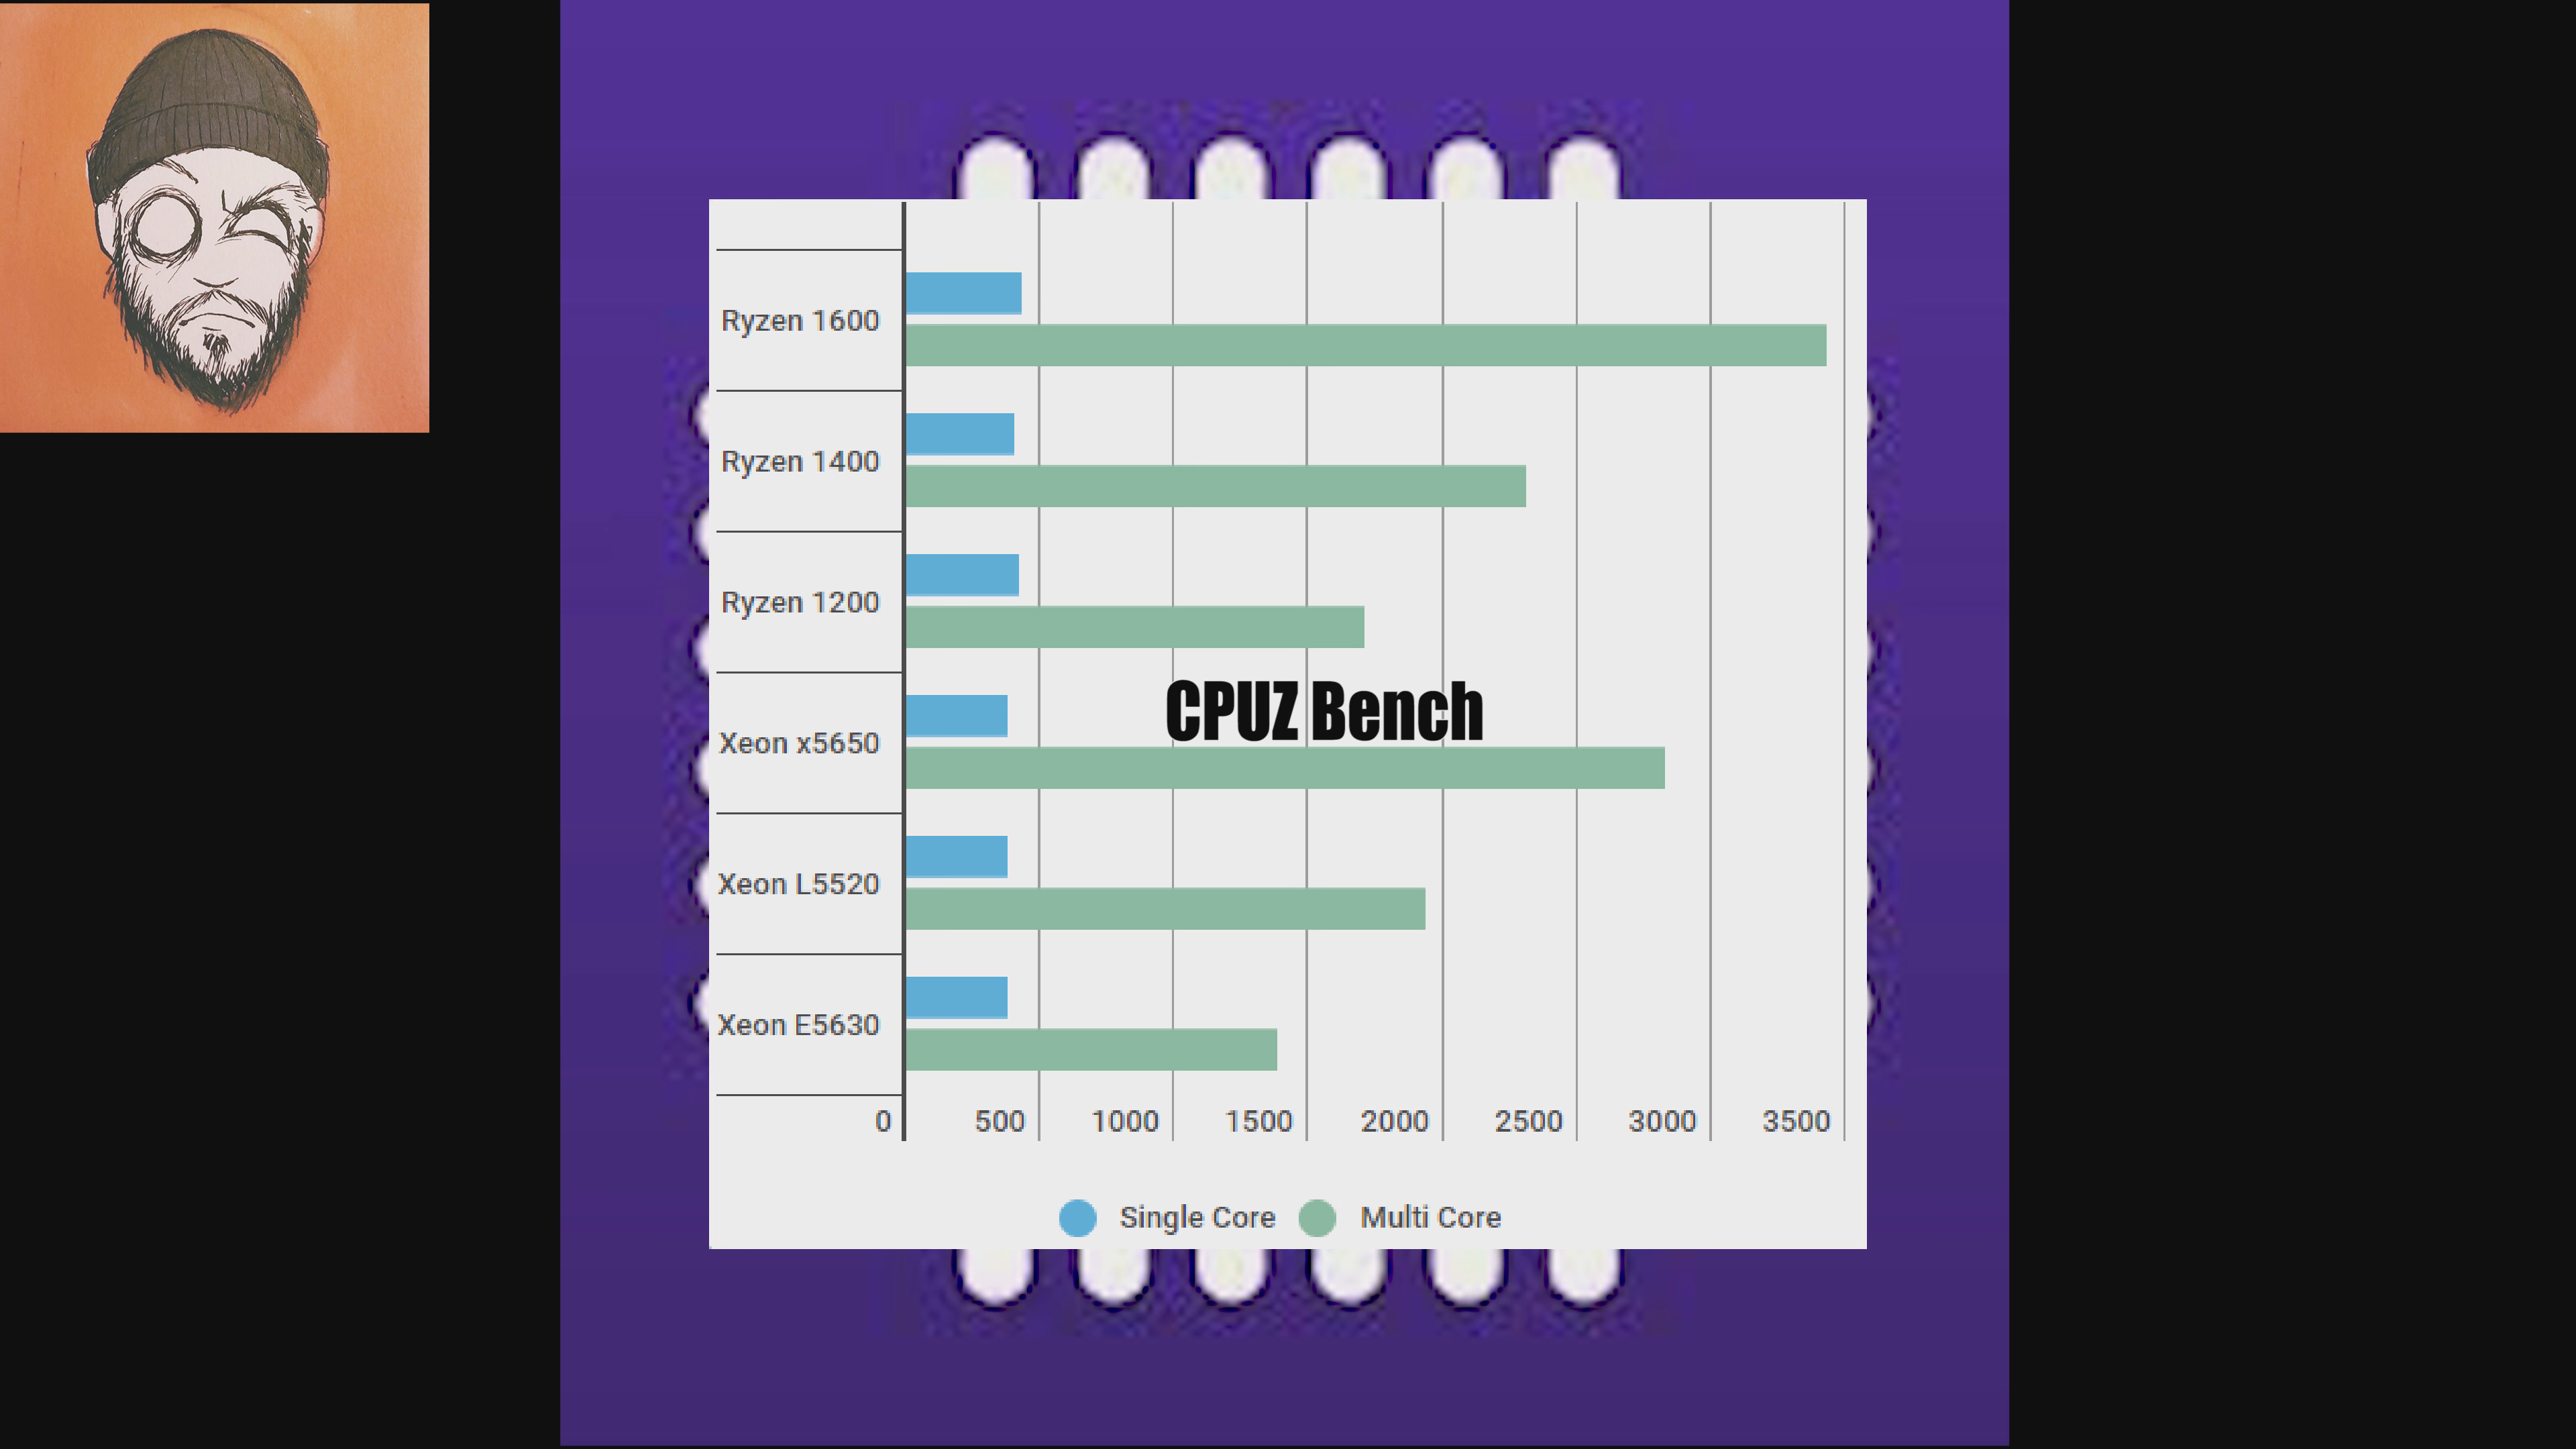 Ryzen 1600
Ryzen 1400
Ryzen 1200
CPUZ Bench
Xeon x5650
Xeon L5520
Xeon E5630
0 500 1000 1500 2000 2500 3000 3500
Single Core Multi Core